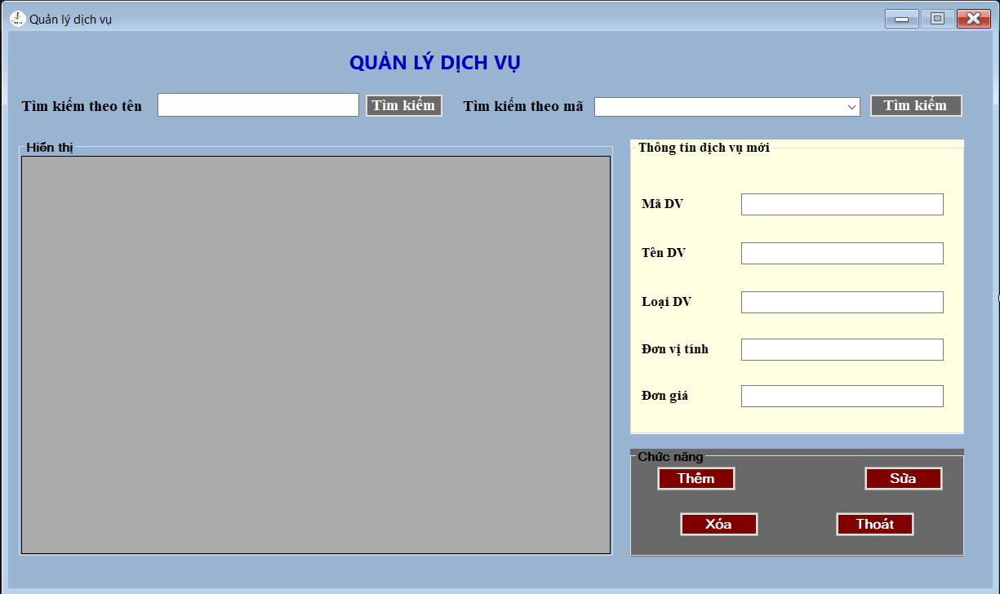 Quản lý dịch vụ
QUẢN LÝ DỊCH VỤ
Tìm kiếm theo tên
Tìm kiếm
Tìm kiếm theo mã
Tìm kiếm
Hiển thị
Thông tin dịch vụ mới
Mã DV
Tên DV
Loại DV
Đơn vị tính
Đơn giá
Chức năng
Thêm
Sửa
Xóa
Thoát